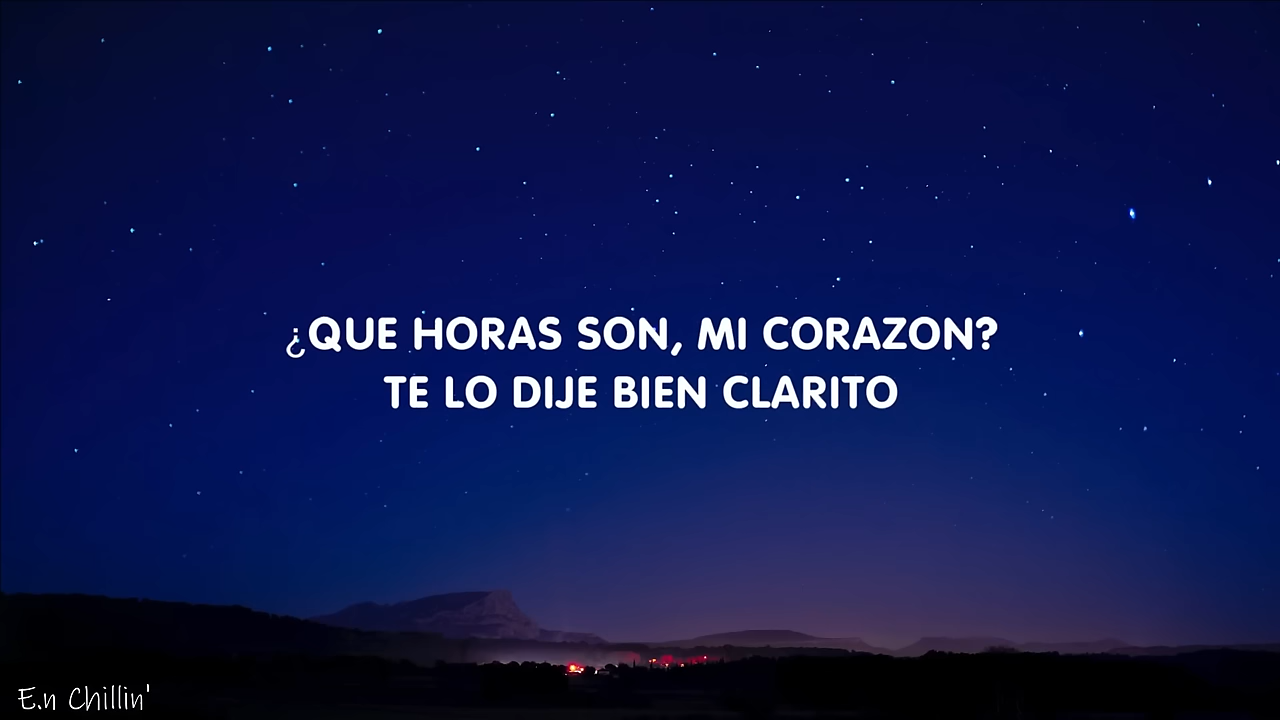 ¿QUE HORAS SON, MI CORAZON?
TE LO DIJE BIEN CLARITO
E.n Chillin'